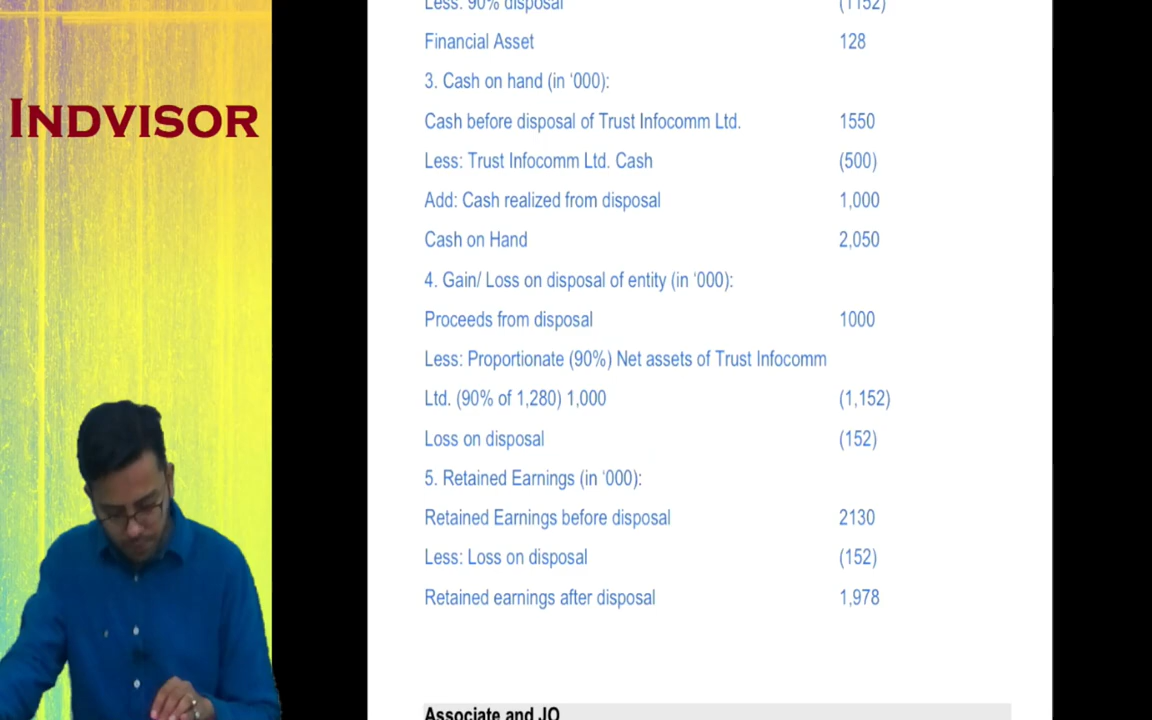 INDVISOR
Less: 90% disposal (1152)
Financial Asset 128
3. Cash on hand (in ‘000):
Cash before disposal of Trust Infocomm Ltd. 1550
Less: Trust Infocomm Ltd. Cash (500)
Add: Cash realized from disposal 1,000
Cash on Hand 2,050
4. Gain/ Loss on disposal of entity (in ‘000):
Proceeds from disposal 1000
Less: Proportionate (90%) Net assets of Trust Infocomm
Ltd. (90% of 1,280) 1,000 (1,152)
Loss on disposal (152)
5. Retained Earnings (in ‘000):
Retained Earnings before disposal 2130
Less: Loss on disposal (152)
Retained earnings after disposal 1,978
Associate and JO